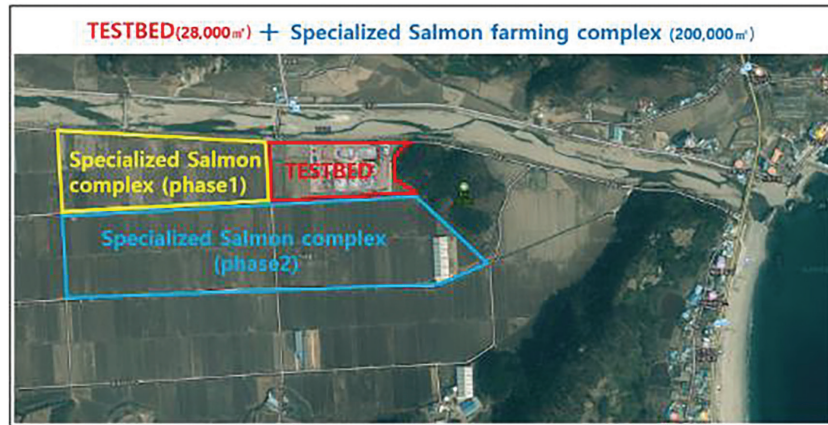 TESTBED(28,000㎡) + Specialized Salmon farming complex (200,000㎡)
Specialized Salmon
complex (phase1)
TESTBED
Specialized Salmon complex
(phase2)